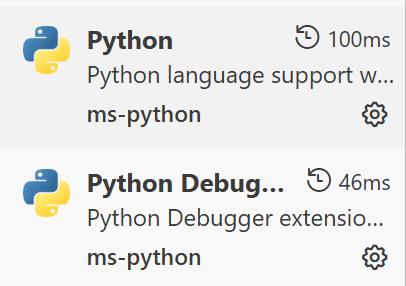 Python 100ms
Python language support w...
ms-python
Python Debug... 46ms
Python Debugger extensio...
ms-python